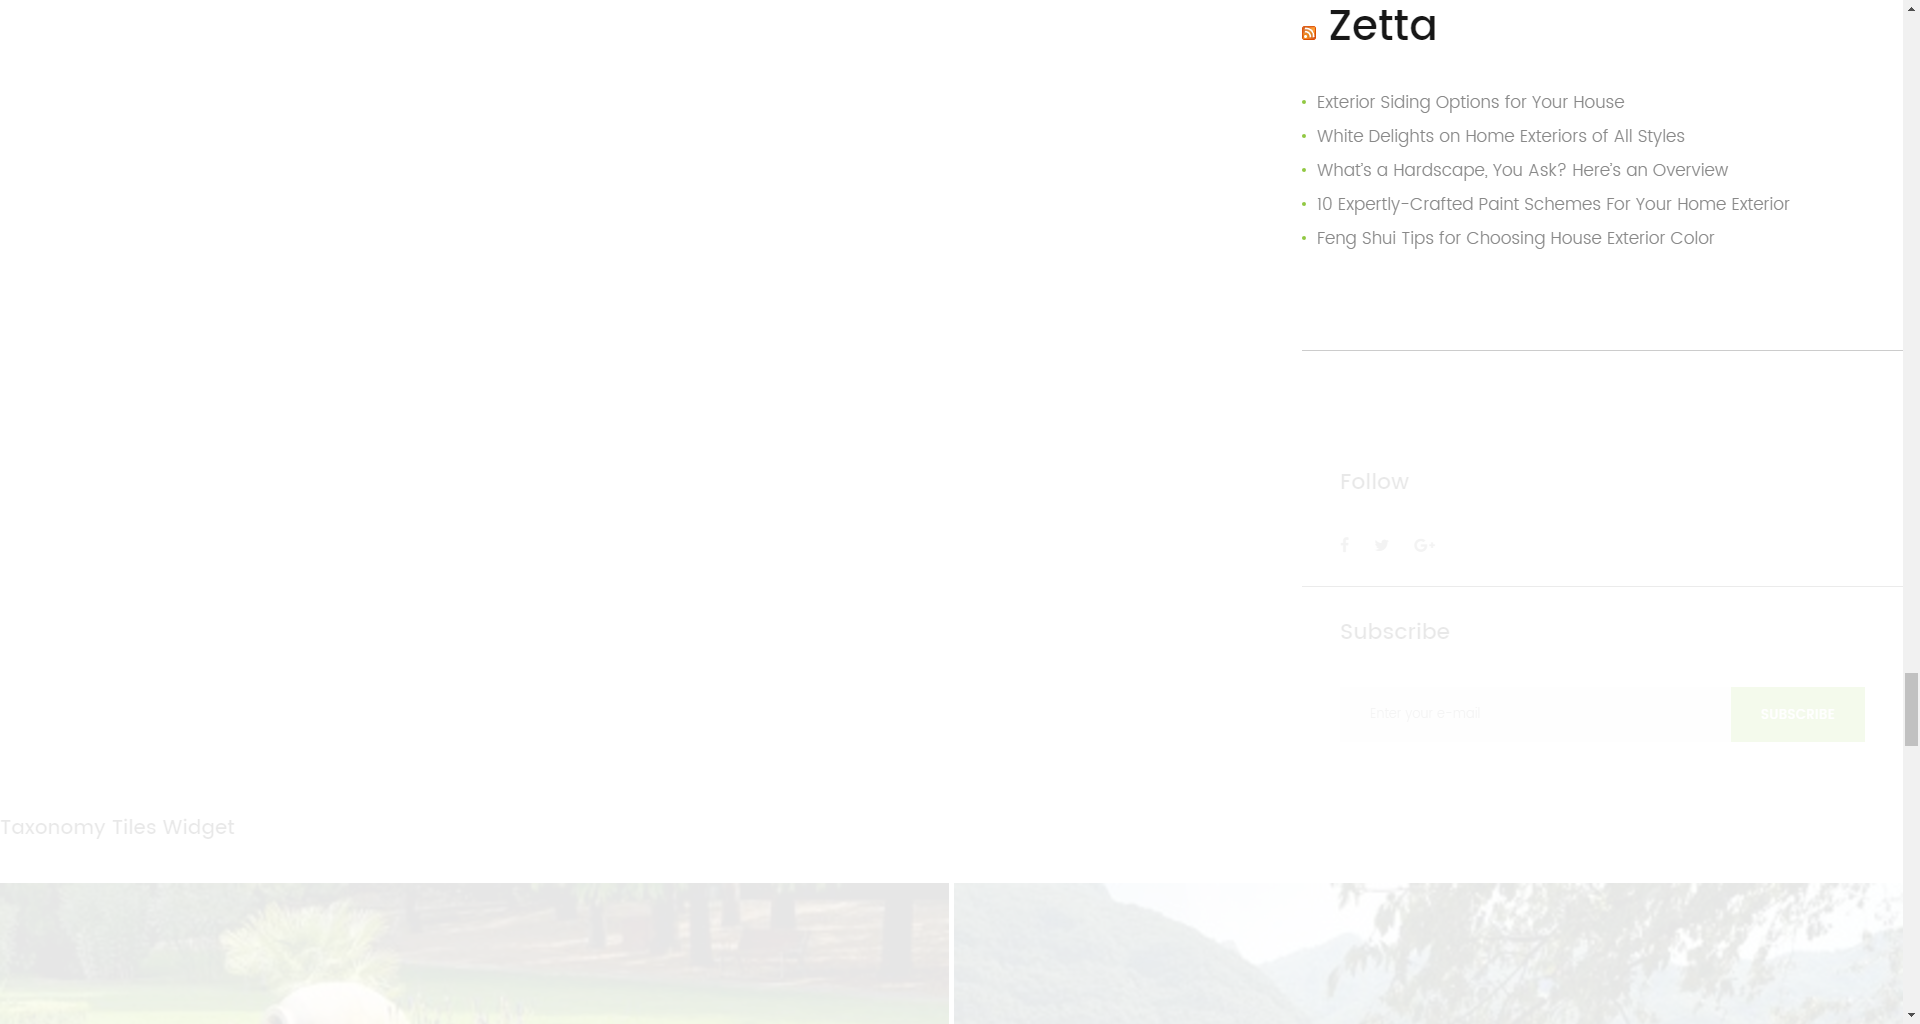 Zetta
Exterior Siding Options for Your House
White Delights on Home Exteriors of All Styles
What’s a Hardscape, You Ask? Here’s an Overview
10 Expertly-Crafted Paint Schemes For Your Home Exterior
Feng Shui Tips for Choosing House Exterior Color
Follow
Subscribe
Enter your e-mail
SUBSCRIBE
Taxonomy Tiles Widget